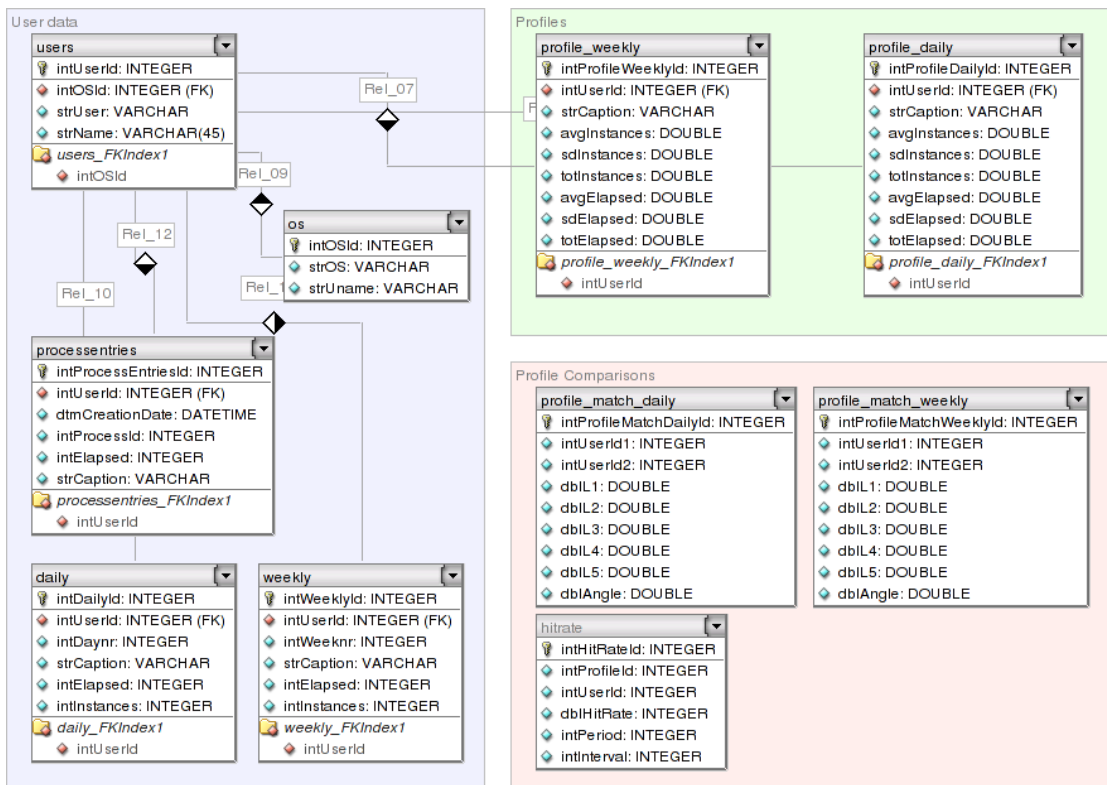 User data
users
intUserId: INTEGER
intOSId: INTEGER (FK)
strUser: VARCHAR
strName: VARCHAR(45)
users_FKIndex1
intOSId
Rel_07
Rel_09
Rel_12
Rel_10
os
intOSId: INTEGER
strOS: VARCHAR
strUname: VARCHAR
processentries
intProcessEntriesId: INTEGER
intUserId: INTEGER (FK)
dtmCreationDate: DATETIME
intProcessId: INTEGER
intElapsed: INTEGER
strCaption: VARCHAR
processentries_FKIndex1
intUserId
daily
intDailyId: INTEGER
intUserId: INTEGER (FK)
intDaynr: INTEGER
strCaption: VARCHAR
intElapsed: INTEGER
intInstances: INTEGER
daily_FKIndex1
intUserId
weekly
intWeeklyId: INTEGER
intUserId: INTEGER (FK)
intWeeknr: INTEGER
strCaption: VARCHAR
intElapsed: INTEGER
intInstances: INTEGER
weekly_FKIndex1
intUserId
Profiles
profile_weekly
intProfileWeeklyId: INTEGER
intUserId: INTEGER (FK)
strCaption: VARCHAR
avgInstances: DOUBLE
sdInstances: DOUBLE
totInstances: DOUBLE
avgElapsed: DOUBLE
sdElapsed: DOUBLE
totElapsed: DOUBLE
profile_weekly_FKIndex1
intUserId
profile_daily
intProfileDailyId: INTEGER
intUserId: INTEGER (FK)
strCaption: VARCHAR
avgInstances: DOUBLE
sdInstances: DOUBLE
totInstances: DOUBLE
avgElapsed: DOUBLE
sdElapsed: DOUBLE
totElapsed: DOUBLE
profile_daily_FKIndex1
intUserId
Profile Comparisons
profile_match_daily
intProfileMatchDailyId: INTEGER
intUserId1: INTEGER
intUserId2: INTEGER
dblL1: DOUBLE
dblL2: DOUBLE
dblL3: DOUBLE
dblL4: DOUBLE
dblL5: DOUBLE
dblAngle: DOUBLE
profile_match_weekly
intProfileMatchWeeklyId: INTEGER
intUserId1: INTEGER
intUserId2: INTEGER
dblL1: DOUBLE
dblL2: DOUBLE
dblL3: DOUBLE
dblL4: DOUBLE
dblL5: DOUBLE
dblAngle: DOUBLE
hitrate
intHitRateId: INTEGER
intProfileId: INTEGER
intUserId: INTEGER
dblHitRate: INTEGER
intPeriod: INTEGER
intInterval: INTEGER